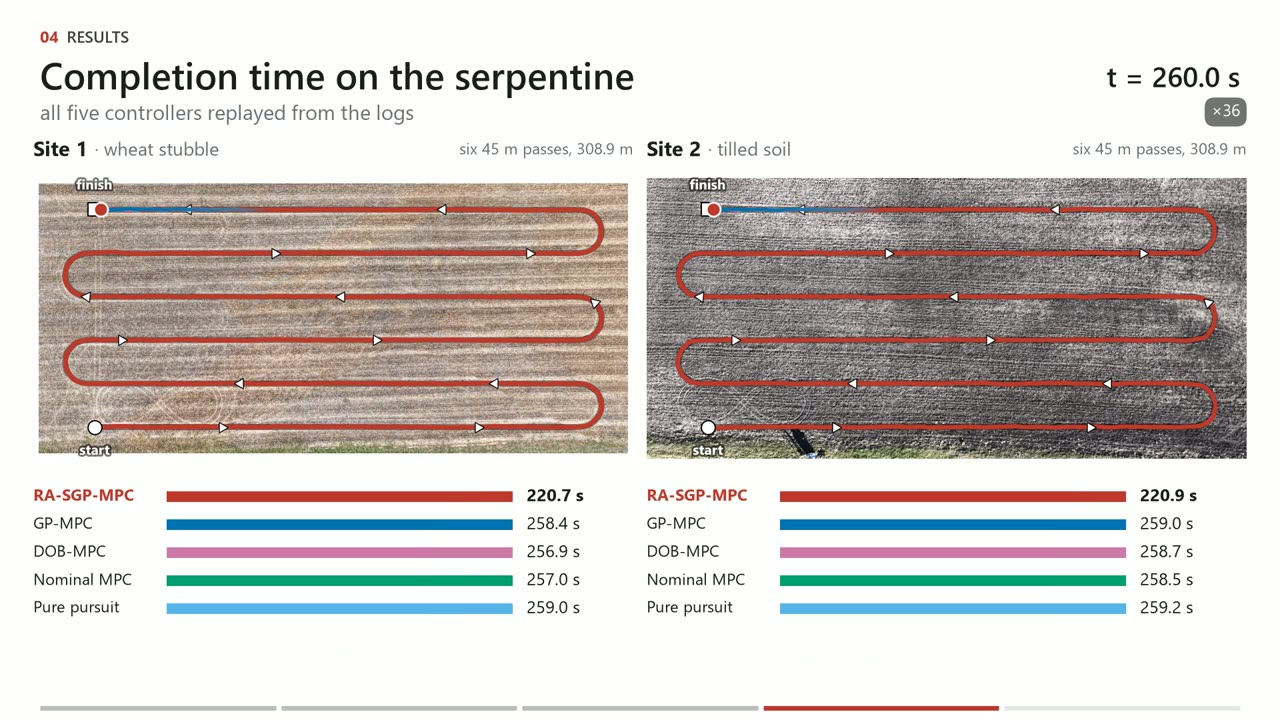 04 RESULTS
Completion time on the serpentine
t = 260.0 s
all five controllers replayed from the logs
×36
Site 1 · wheat stubble
six 45 m passes, 308.9 m
Site 2 · tilled soil
six 45 m passes, 308.9 m
finish
start
finish
start
RA-SGP-MPC 220.7 s
GP-MPC 258.4 s
DOB-MPC 256.9 s
Nominal MPC 257.0 s
Pure pursuit 259.0 s
RA-SGP-MPC 220.9 s
GP-MPC 259.0 s
DOB-MPC 258.7 s
Nominal MPC 258.5 s
Pure pursuit 259.2 s